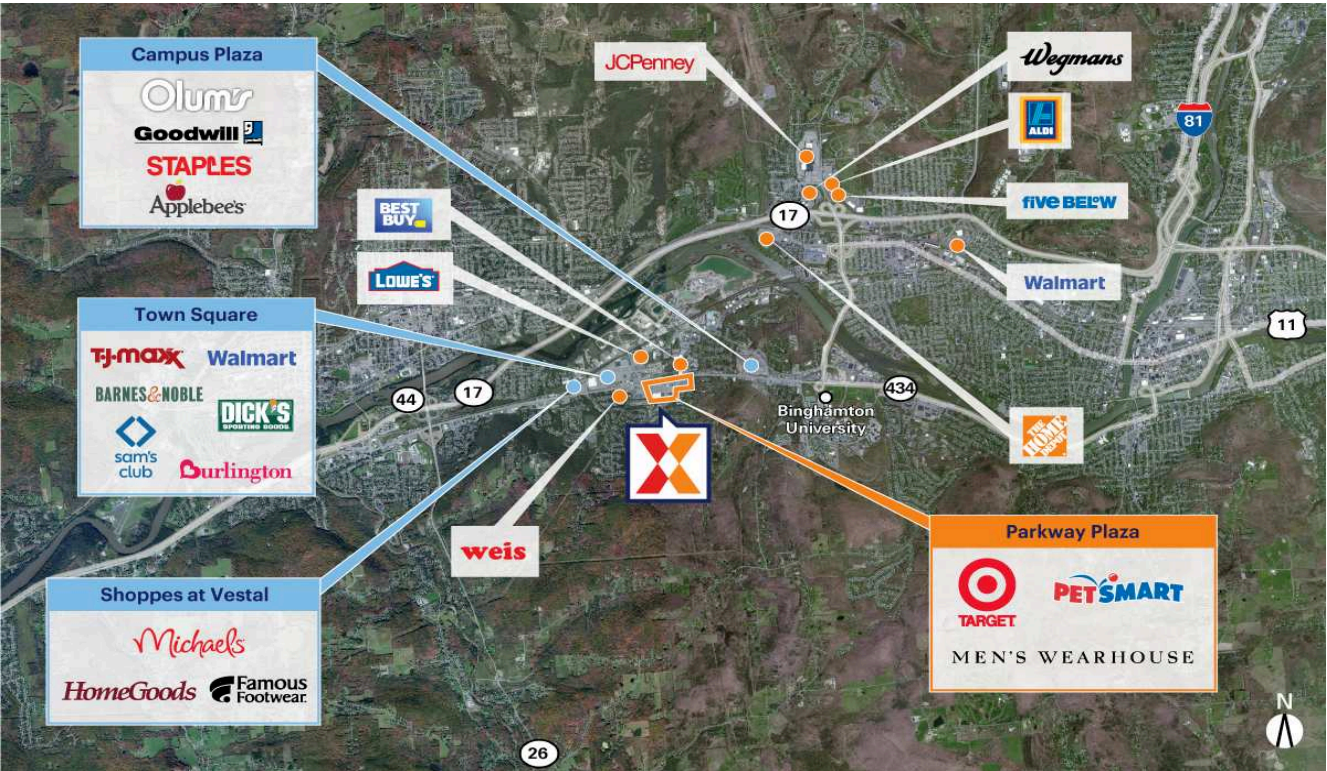 Campus Plaza
Olum's
Goodwill
STAPLES
Applebee's
JCPenney
Wegmans
ALDI
five BEL°W
Walmart
81
17
11
BEST
BUY
LOWE'S
Town Square
T.J.maxx Walmart
BARNES&NOBLE
DICK'S
SPORTING GOODS
sam's
club
Burlington
44
17
434
Binghamton
University
THE
HOME
DEPOT
weis
Shoppes at Vestal
Michaels
HomeGoods
Famous
Footwear
Parkway Plaza
TARGET
PETSMART
MEN'S WEARHOUSE
26
N